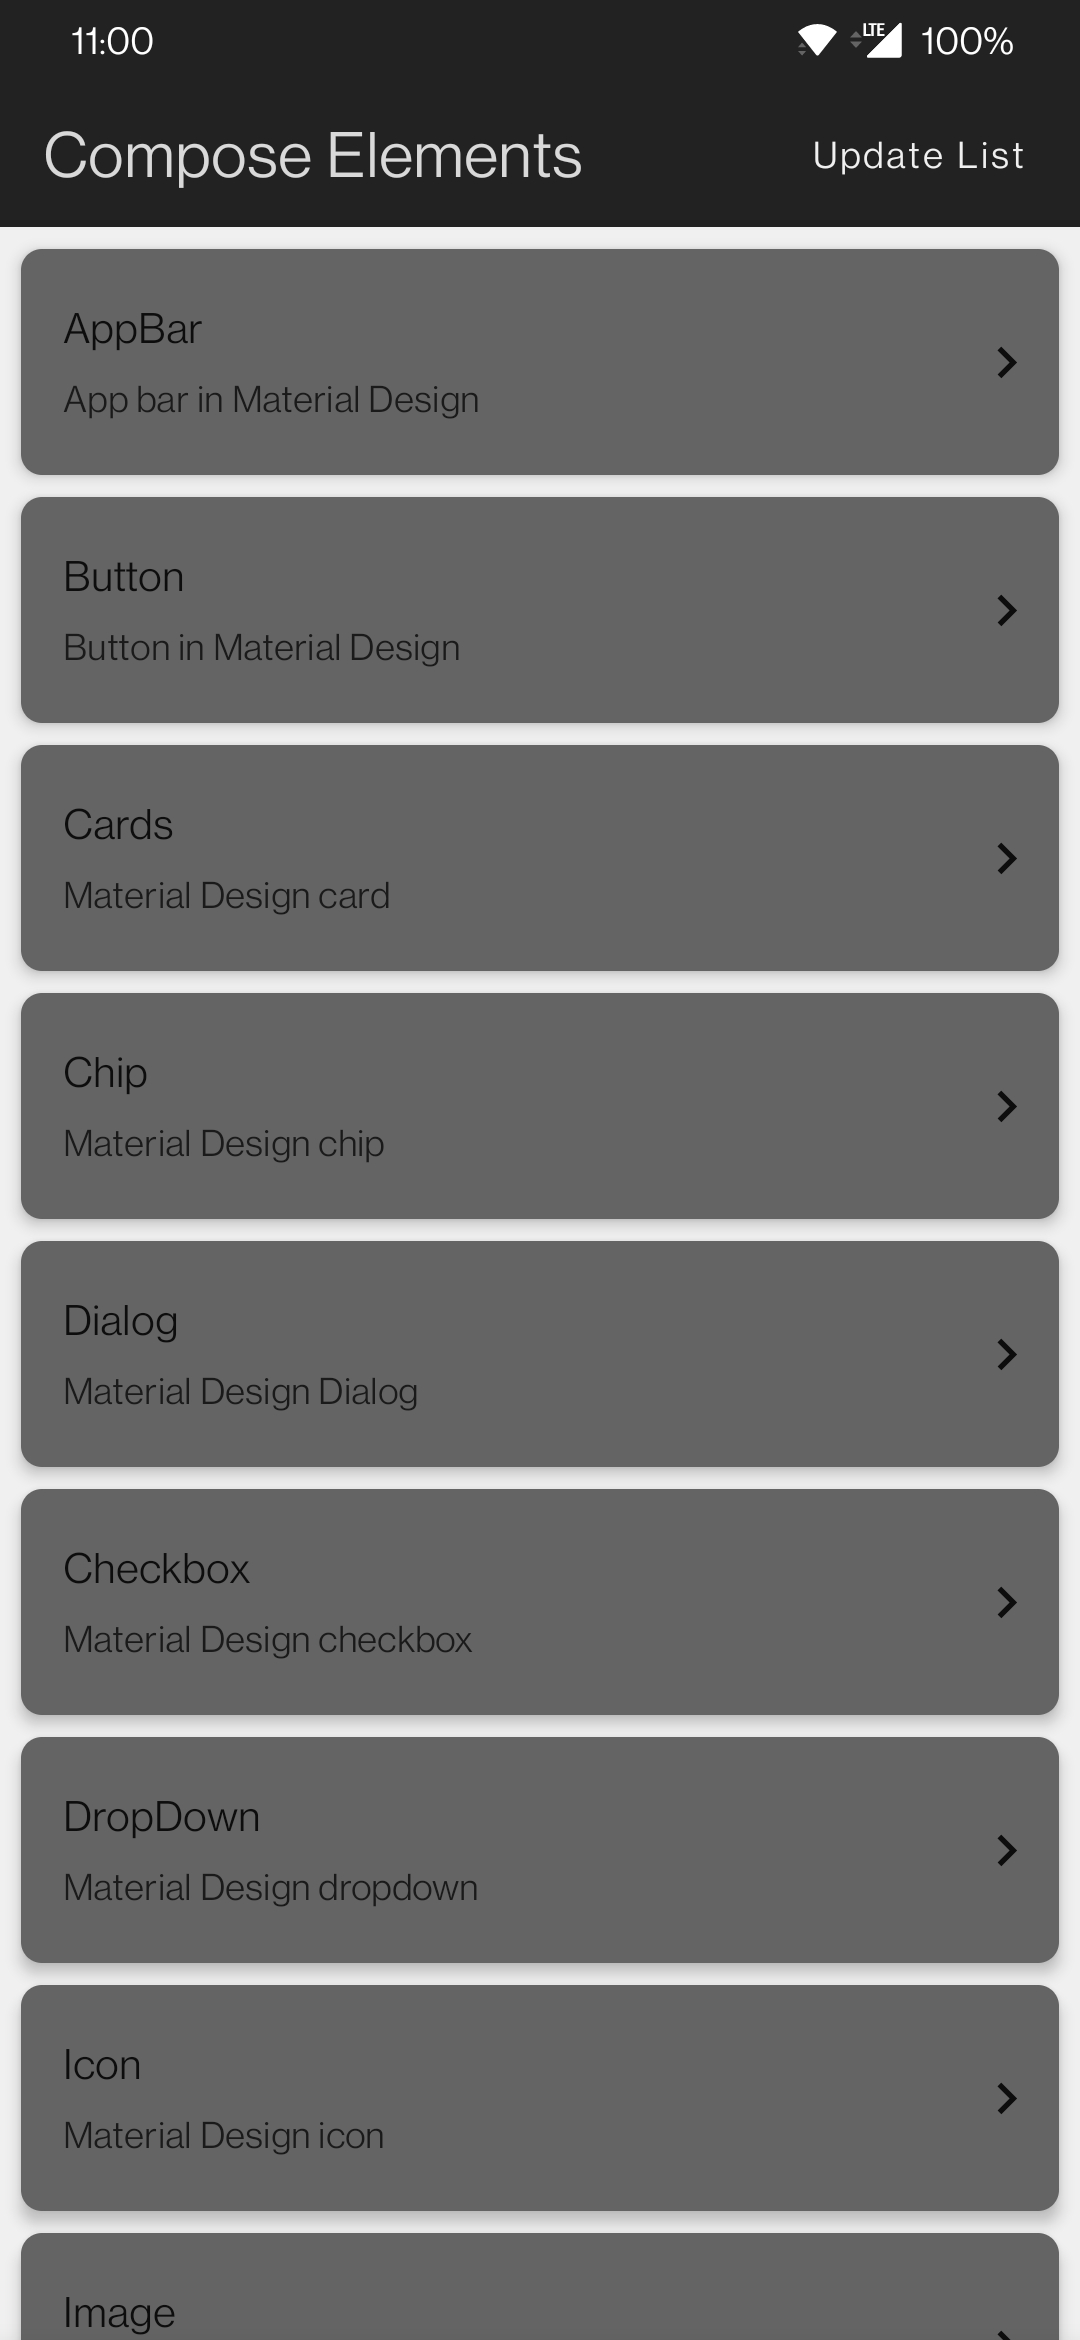 11:00 LTE 100%
Compose Elements Update List
AppBar
App bar in Material Design
Button
Button in Material Design
Cards
Material Design card
Chip
Material Design chip
Dialog
Material Design Dialog
Checkbox
Material Design checkbox
DropDown
Material Design dropdown
Icon
Material Design icon
Image